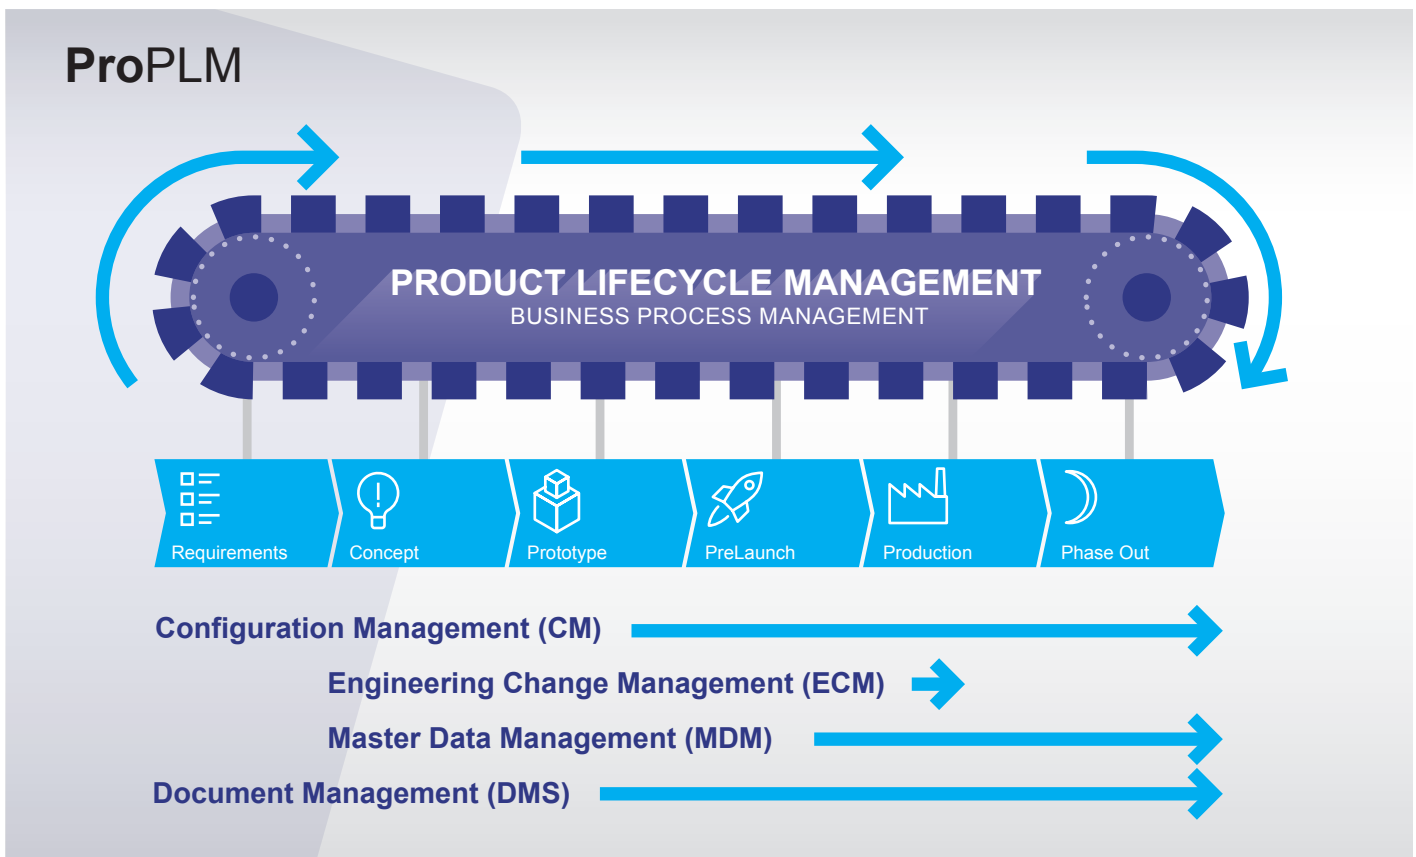 ProPLM
PRODUCT LIFECYCLE MANAGEMENT
BUSINESS PROCESS MANAGEMENT
Requirements
Concept
Prototype
PreLaunch
Production
Phase Out
Configuration Management (CM)
Engineering Change Management (ECM)
Master Data Management (MDM)
Document Management (DMS)